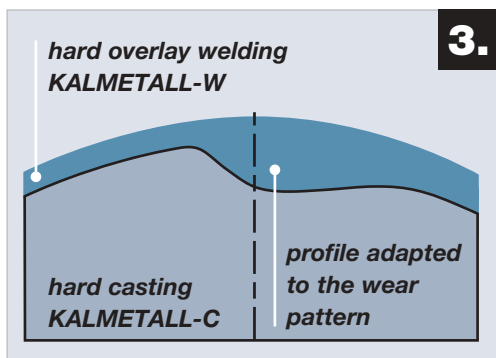 3.
hard overlay welding
KALMETALL-W
hard casting
KALMETALL-C
profile adapted
to the wear
pattern